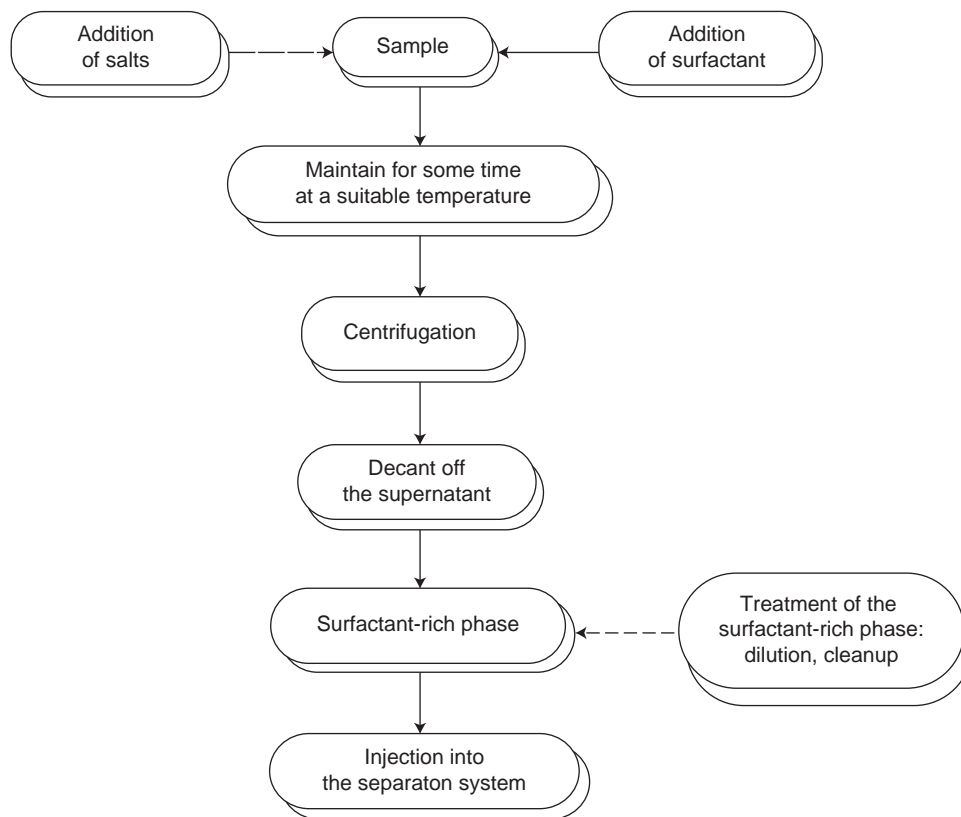 Addition
of salts
Sample
Addition
of surfactant
Maintain for some time
at a suitable temperature
Centrifugation
Decant off
the supernatant
Surfactant-rich phase
Treatment of the
surfactant-rich phase:
dilution, cleanup
Injection into
the separaton system